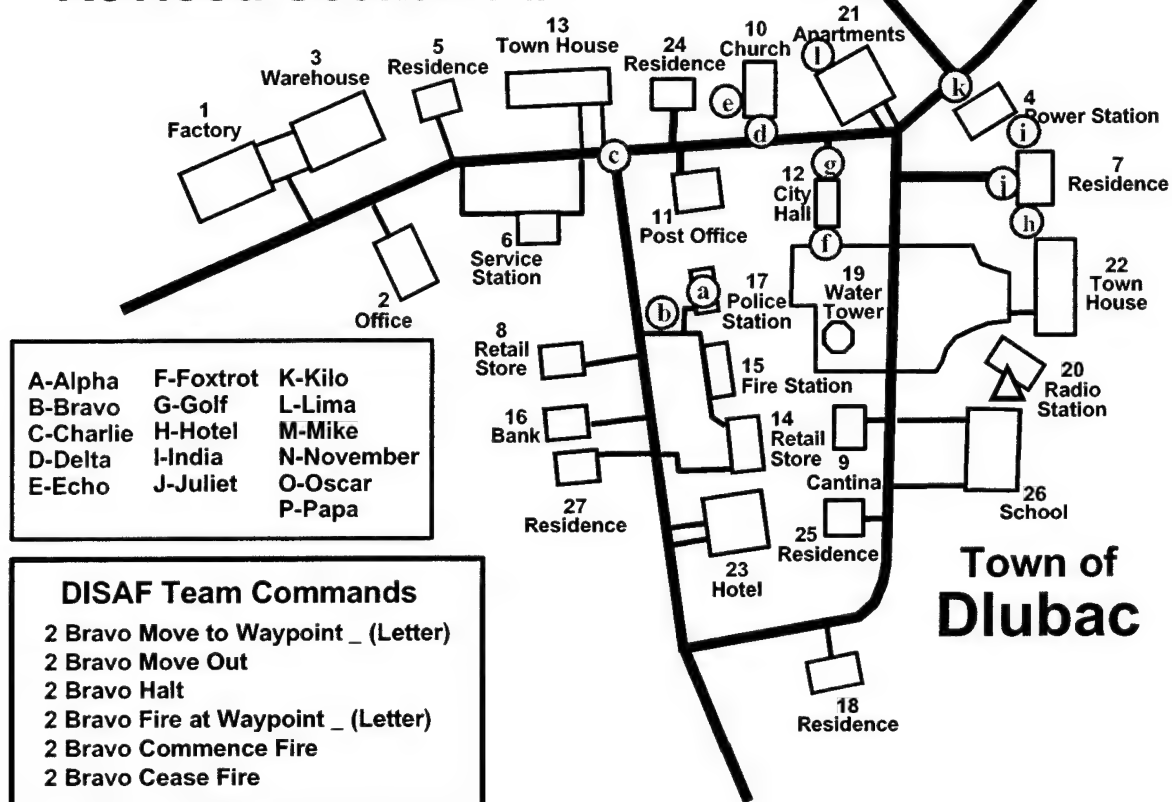 21
Apartments
13
Town House
10
Church
24
Residence
5
Residence
3
Warehouse
1
Factory
l
k
4
Power Station
i
e
d
c
g
j
7
Residence
12
City
Hall
h
11
Post Office
6
Service
Station
f
2
Office
17
Police
Station
a
b
19
Water
Tower
22
Town
House
8
Retail
Store
15
Fire Station
20
Radio
Station
16
Bank
14
Retail
Store
9
Cantina
27
Residence
26
School
25
Residence
23
Hotel
18
Residence
Town of
Dlubac
A-Alpha F-Foxtrot K-Kilo
B-Bravo G-Golf L-Lima
C-Charlie H-Hotel M-Mike
D-Delta I-India N-November
E-Echo J-Juliet O-Oscar
P-Papa
DISAF Team Commands
2 Bravo Move to Waypoint _ (Letter)
2 Bravo Move Out
2 Bravo Halt
2 Bravo Fire at Waypoint _ (Letter)
2 Bravo Commence Fire
2 Bravo Cease Fire